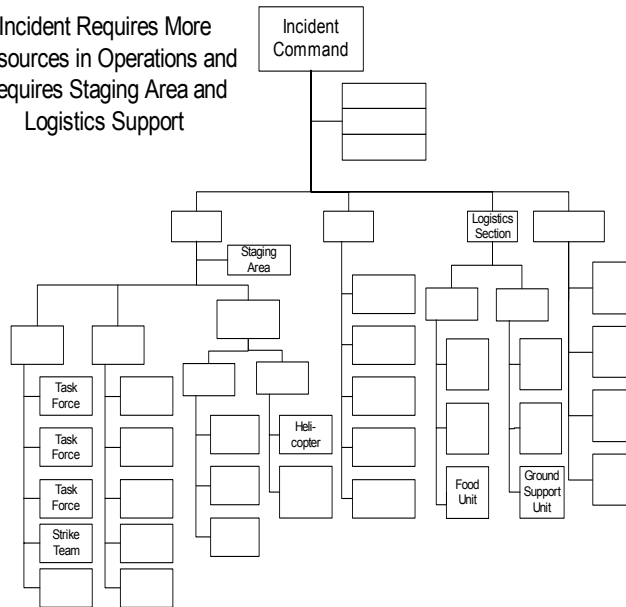 Incident Requires More
sources in Operations and
equires Staging Area and
Logistics Support
Incident
Command
Logistics
Section
Staging
Area
Task
Force
Task
Force
Task
Force
Strike
Team
Heli-
copter
Food
Unit
Ground
Support
Unit